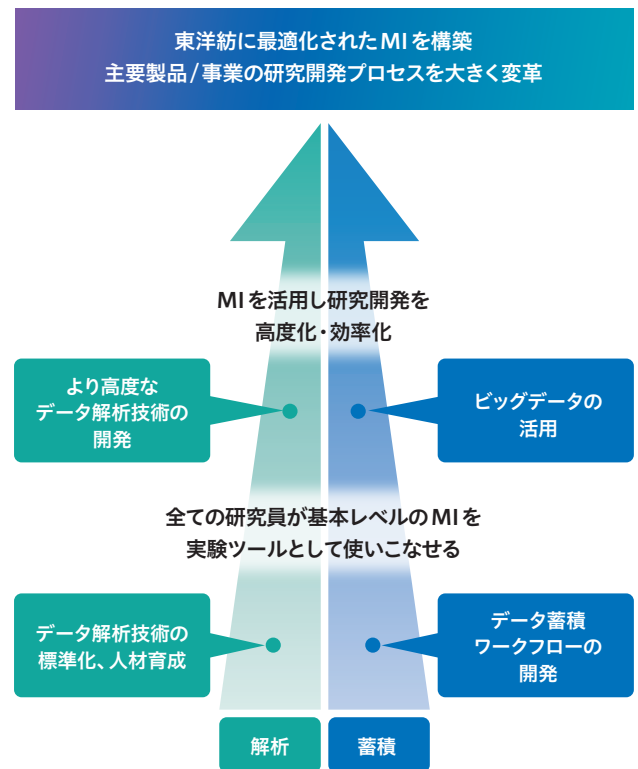 東洋紡に最適化されたMIを構築
主要製品/事業の研究開発プロセスを大きく変革
MIを活用し研究開発を
高度化・効率化
より高度な
データ解析技術の
開発
ビッグデータの
活用
全ての研究員が基本レベルのMIを
実験ツールとして使いこなせる
データ解析技術の
標準化、人材育成
データ蓄積
ワークフローの
開発
解析
蓄積